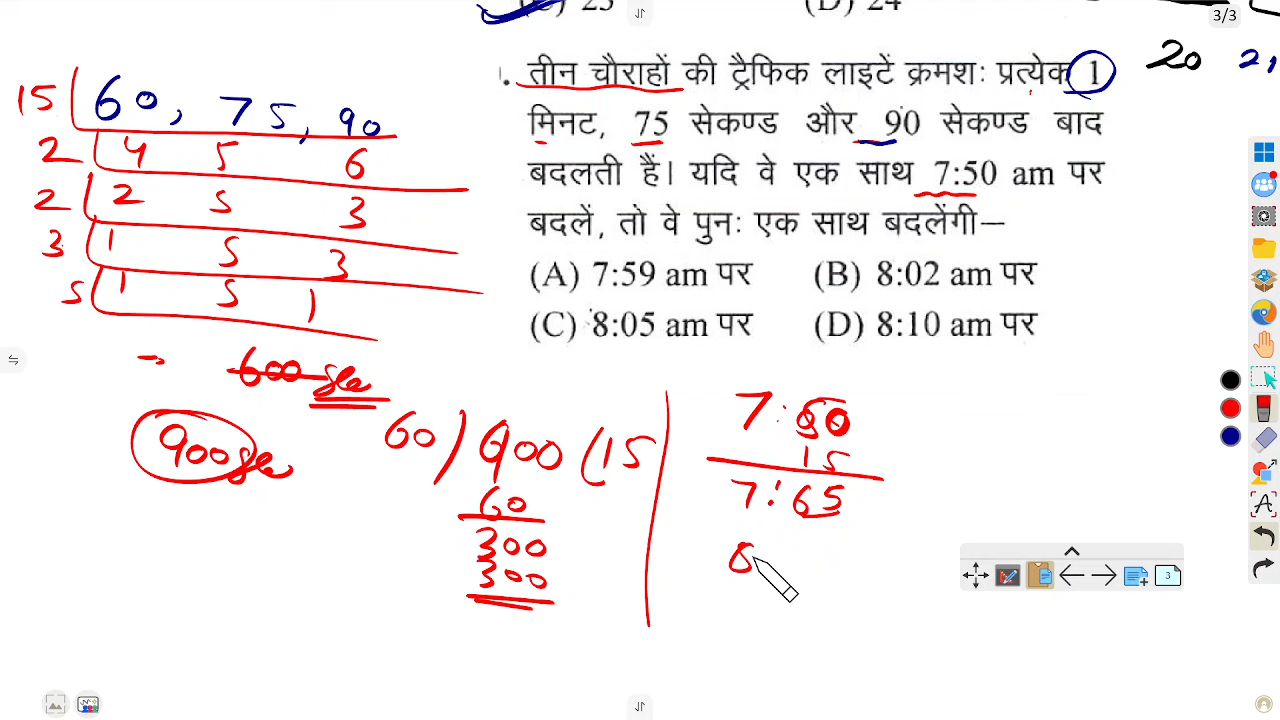 (C) 23 (D) 24
3/3
. तीन चौराहों की ट्रैफिक लाइटें क्रमशः प्रत्येक 1
मिनट, 75 सेकण्ड और 90 सेकण्ड बाद
बदलती हैं। यदि वे एक साथ 7:50 am पर
बदलें, तो वे पुनः एक साथ बदलेंगी–
(A) 7:59 am पर (B) 8:02 am पर
(C) 8:05 am पर (D) 8:10 am पर
20 2,
15 60, 75, 90
2 4 5 6
2 2 5 3
3 1 5 3
5 1 5 1
600 sec
900 sec
60) 900 (15
60
300
300
7:50
15
7:65
8
3